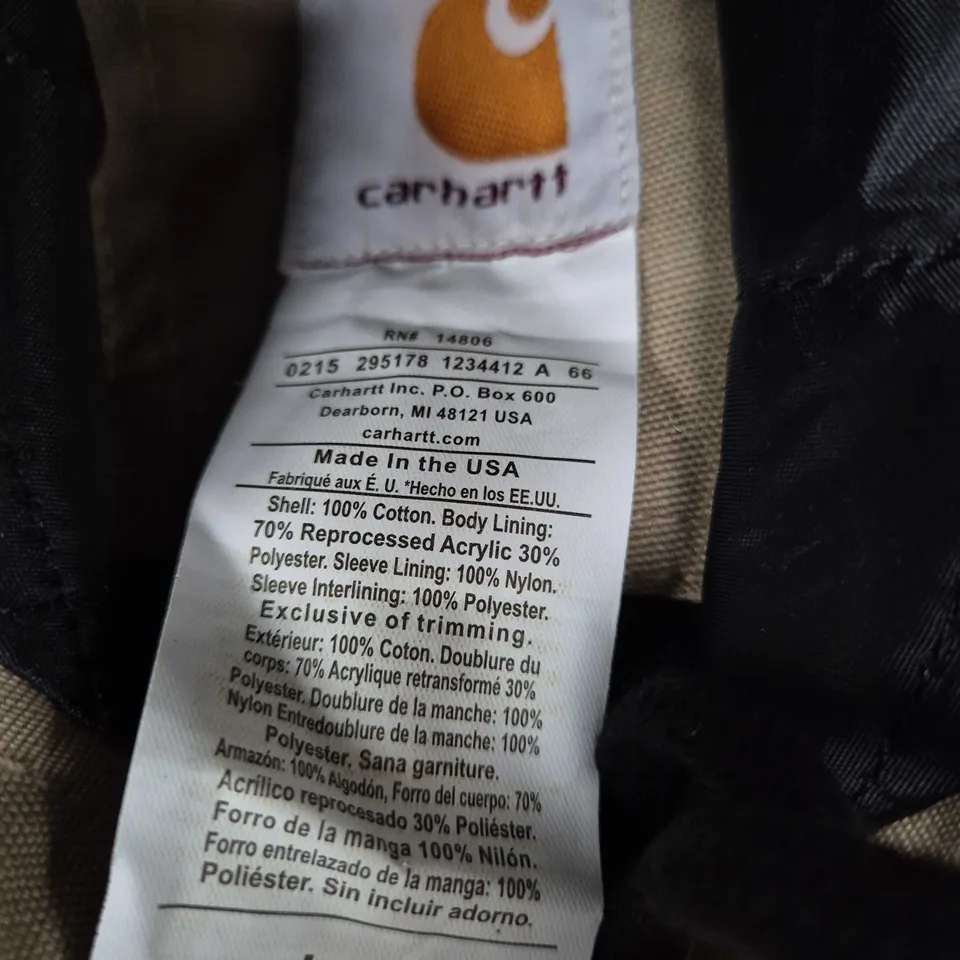 carhartt
RN# 14806
0215 295178 1234412 A 66
Carhartt Inc. P.O. Box 600
Dearborn, MI 48121 USA
carhartt.com
Made In the USA
Fabriqué aux É. U. *Hecho en los EE.UU.
Shell: 100% Cotton. Body Lining:
70% Reprocessed Acrylic 30%
Polyester. Sleeve Lining: 100% Nylon.
Sleeve Interlining: 100% Polyester.
Exclusive of trimming.
Extérieur: 100% Coton. Doublure du
corps: 70% Acrylique retransformé 30%
Polyester. Doublure de la manche: 100%
Nylon Entredoublure de la manche: 100%
Polyester. Sana garniture.
Armazón: 100% Algodón, Forro del cuerpo: 70%
Acrílico reprocesado 30% Poliéster.
Forro de la manga 100% Nilón.
Forro entrelazado de la manga: 100%
Poliéster. Sin incluir adorno.